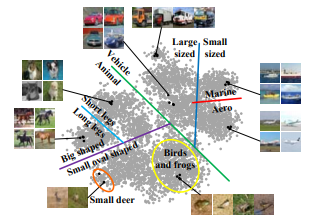 Large Small
sized sized
Vehicle
Animal
Marine
Aero
Short legs
Long legs
Big shaped
Small oval shaped
Birds
and frogs
Small deer